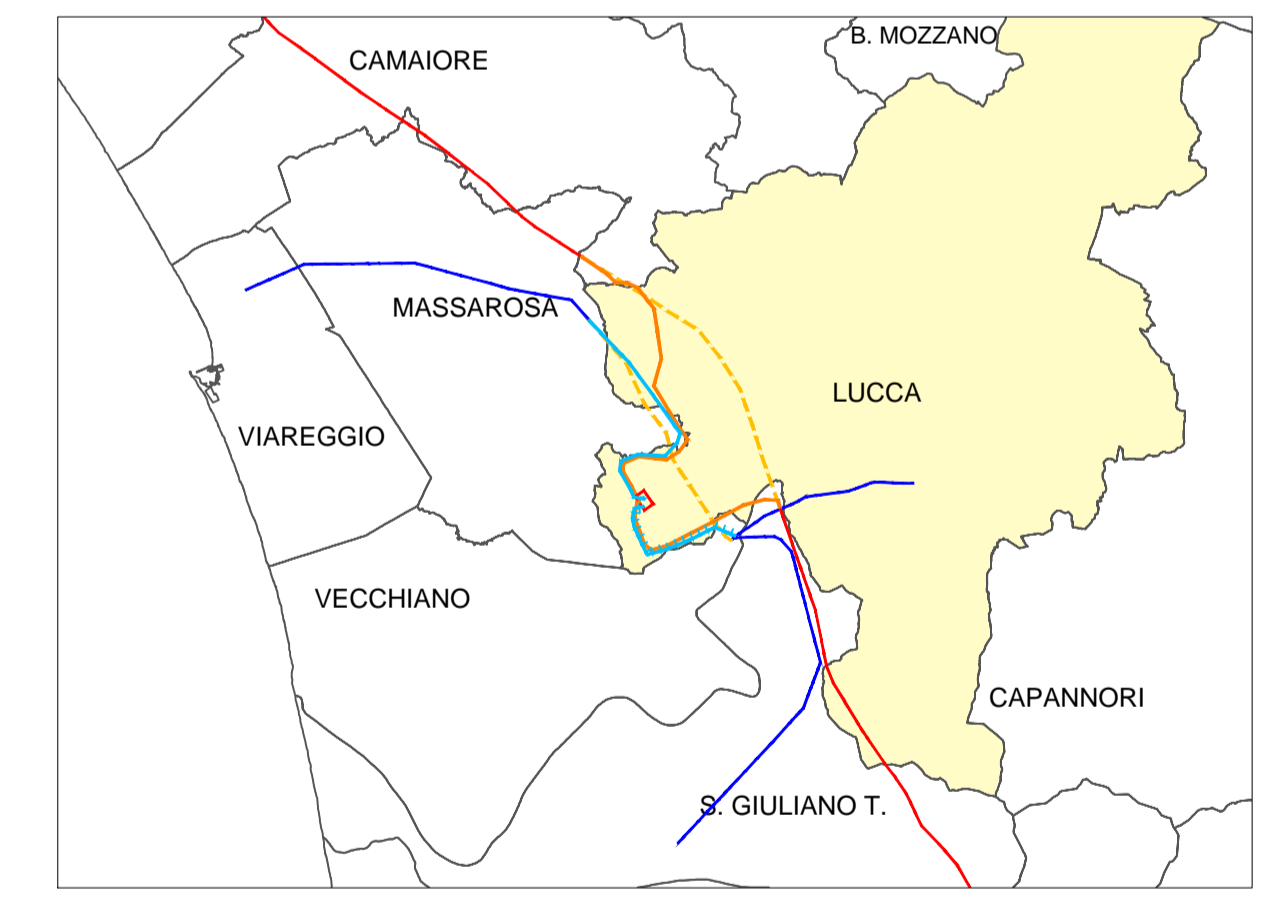 B. MOZZANO
CAMAIORE
MASSAROSA
LUCCA
VIAREGGIO
VECCHIANO
CAPANNORI
S. GIULIANO T.